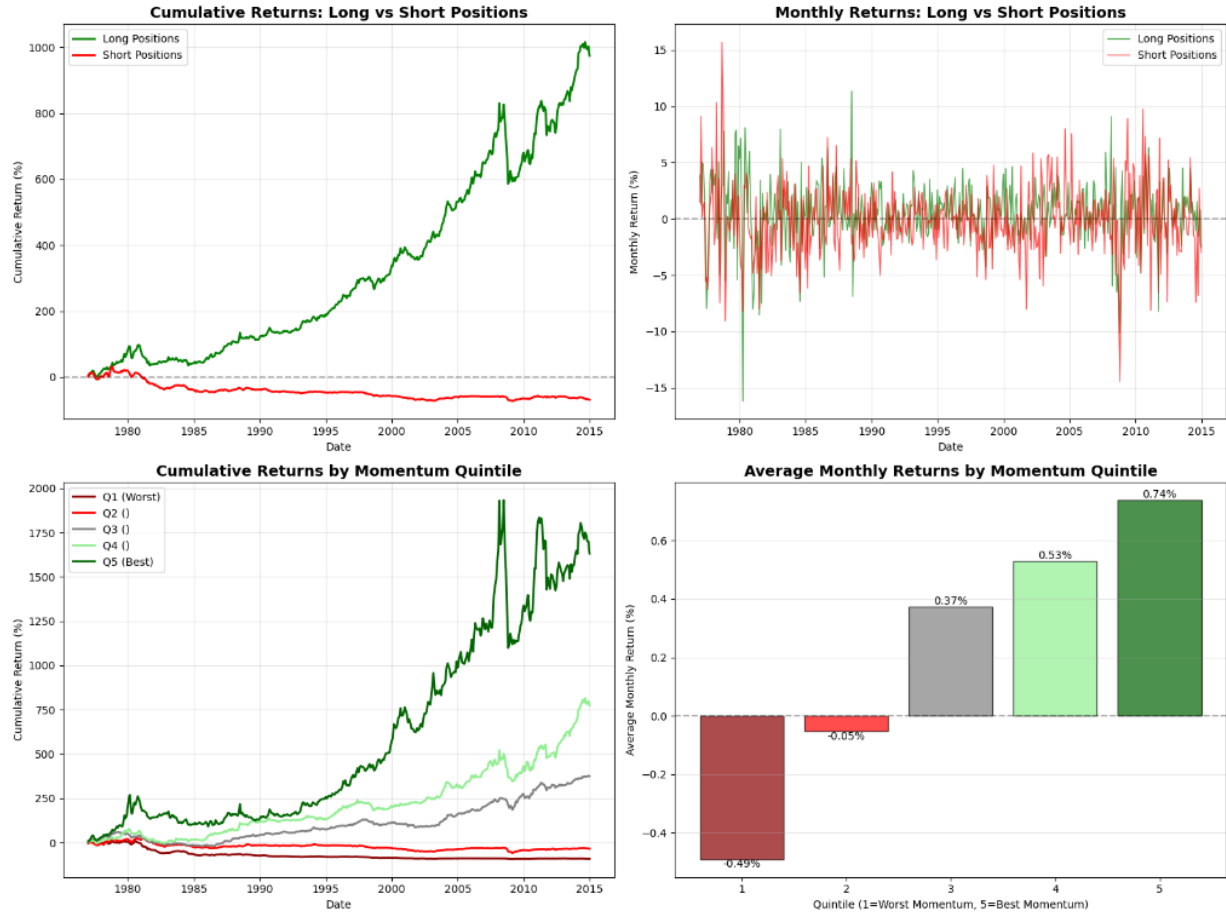 Cumulative Returns: Long vs Short Positions
Long Positions
Short Positions
1000
800
600
400
200
0
Cumulative Return (%)
1980
1985
1990
1995
2000
2005
2010
2015
Date
Monthly Returns: Long vs Short Positions
Long Positions
Short Positions
15
10
5
0
−5
−10
−15
Monthly Return (%)
1980
1985
1990
1995
2000
2005
2010
2015
Date
Cumulative Returns by Momentum Quintile
Q1 (Worst)
Q2 ()
Q3 ()
Q4 ()
Q5 (Best)
2000
1750
1500
1250
1000
750
500
250
0
Cumulative Return (%)
1980
1985
1990
1995
2000
2005
2010
2015
Date
Average Monthly Returns by Momentum Quintile
0.74%
0.53%
0.37%
-0.05%
-0.49%
0.6
0.4
0.2
0.0
−0.2
−0.4
Average Monthly Return (%)
1
2
3
4
5
Quintile (1=Worst Momentum, 5=Best Momentum)